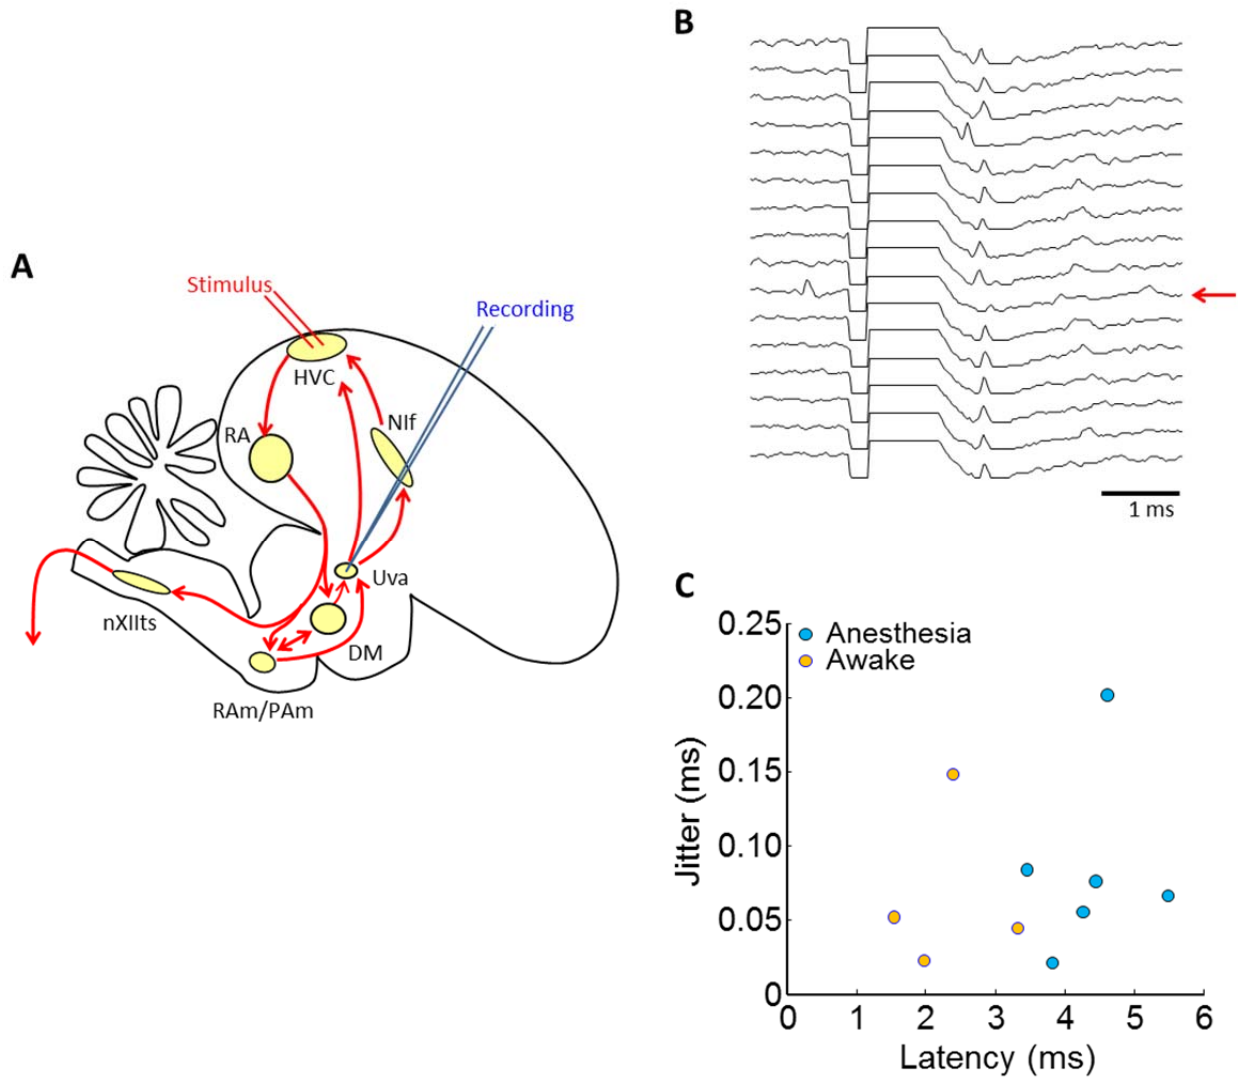 A
Stimulus
Recording
HVC
NIf
RA
Uva
nXIIts
DM
RAm/PAm
B
1 ms
C
Anesthesia
Awake
0.25
0.20
0.15
0.10
0.05
0
Jitter (ms)
0 1 2 3 4 5 6
Latency (ms)